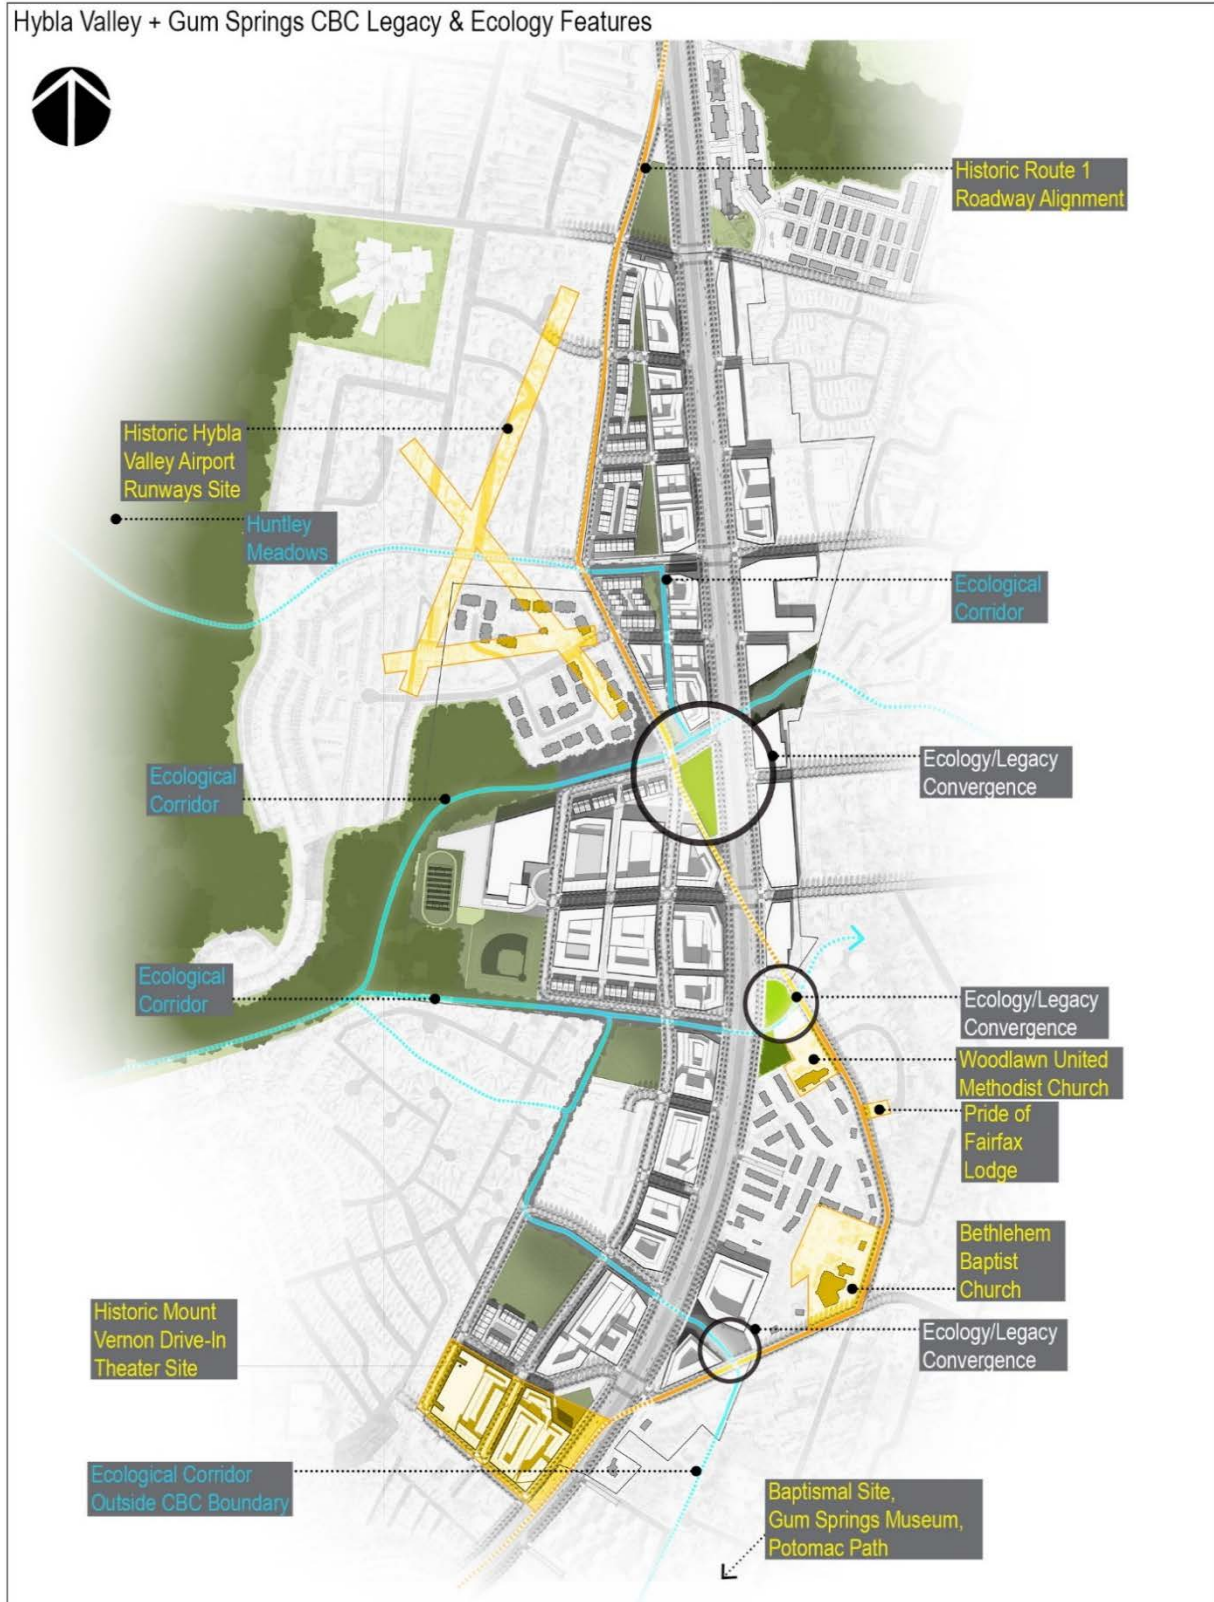 Hybla Valley + Gum Springs CBC Legacy & Ecology Features
Historic Route 1
Roadway Alignment
Historic Hybla
Valley Airport
Runways Site
Huntley
Meadows
Ecological
Corridor
Ecology/Legacy
Convergence
Ecological
Corridor
Ecological
Corridor
Ecology/Legacy
Convergence
Woodlawn United
Methodist Church
Pride of
Fairfax
Lodge
Bethlehem
Baptist
Church
Historic Mount
Vernon Drive-In
Theater Site
Ecology/Legacy
Convergence
Ecological Corridor
Outside CBC Boundary
Baptismal Site,
Gum Springs Museum,
Potomac Path